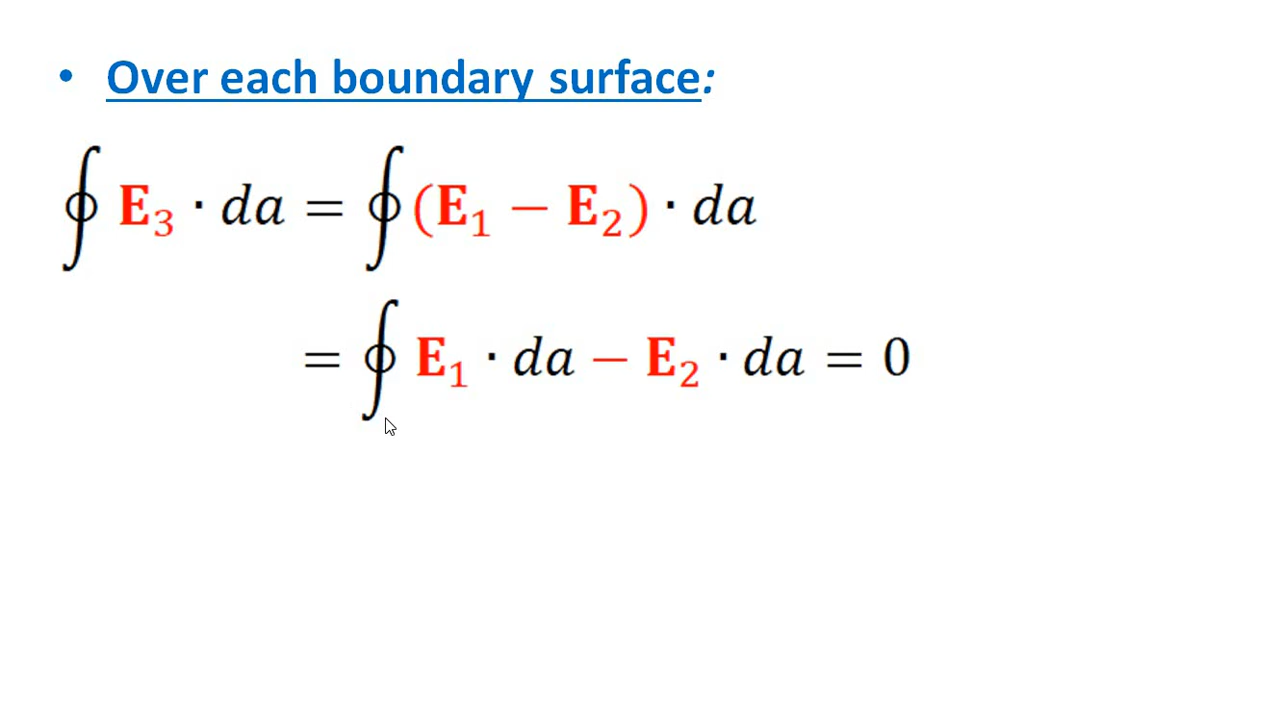 • Over each boundary surface:
∮ E₃ · da = ∮ (E₁ − E₂) · da
= ∮ E₁ · da − E₂ · da = 0